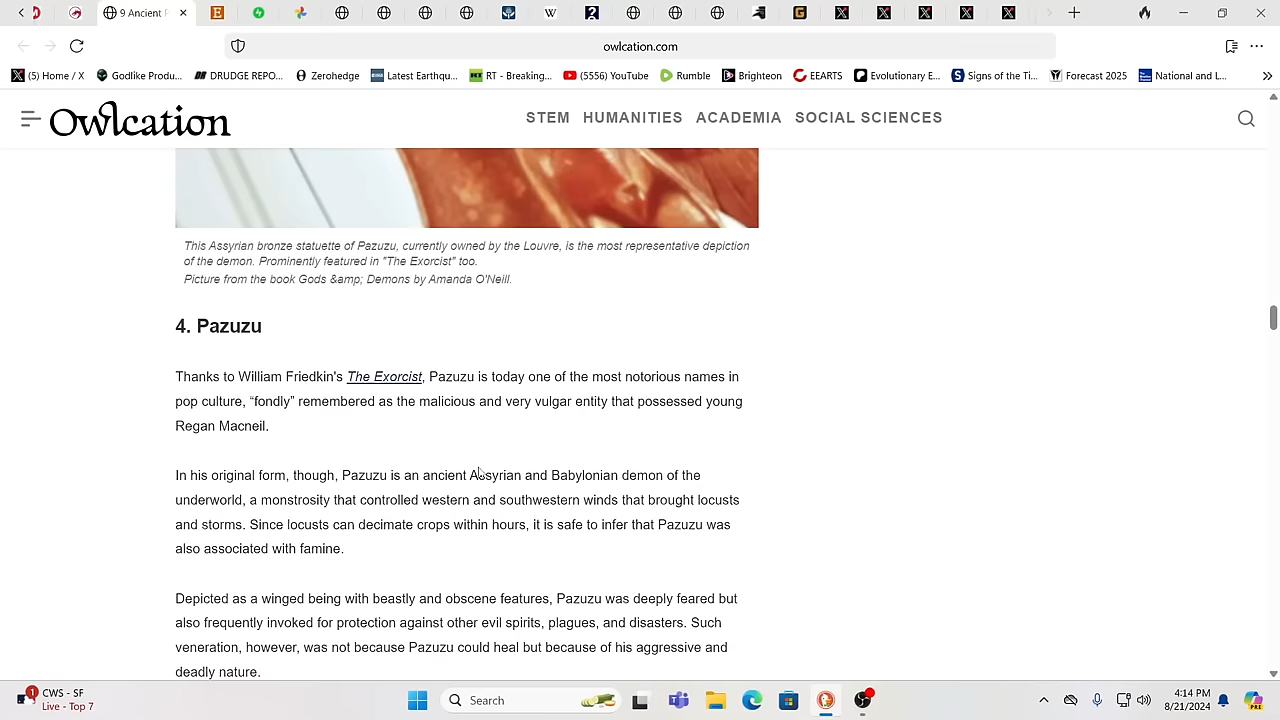 9 Ancient P
owlcation.com
(5) Home / X
Godlike Produ...
DRUDGE REPO...
Zerohedge
Latest Earthqu...
RT - Breaking...
(5556) YouTube
Rumble
Brighteon
EEARTS
Evolutionary E...
Signs of the Ti...
Forecast 2025
National and L...
Owlcation
STEM HUMANITIES ACADEMIA SOCIAL SCIENCES
This Assyrian bronze statuette of Pazuzu, currently owned by the Louvre, is the most representative depiction
of the demon. Prominently featured in "The Exorcist" too.
Picture from the book Gods &amp; Demons by Amanda O'Neill.
4. Pazuzu
Thanks to William Friedkin's The Exorcist, Pazuzu is today one of the most notorious names in
pop culture, “fondly” remembered as the malicious and very vulgar entity that possessed young
Regan Macneil.
In his original form, though, Pazuzu is an ancient Assyrian and Babylonian demon of the
underworld, a monstrosity that controlled western and southwestern winds that brought locusts
and storms. Since locusts can decimate crops within hours, it is safe to infer that Pazuzu was
also associated with famine.
Depicted as a winged being with beastly and obscene features, Pazuzu was deeply feared but
also frequently invoked for protection against other evil spirits, plagues, and disasters. Such
veneration, however, was not because Pazuzu could heal but because of his aggressive and
deadly nature.
1
CWS - SF
Live - Top 7
Search
4:14 PM
8/21/2024